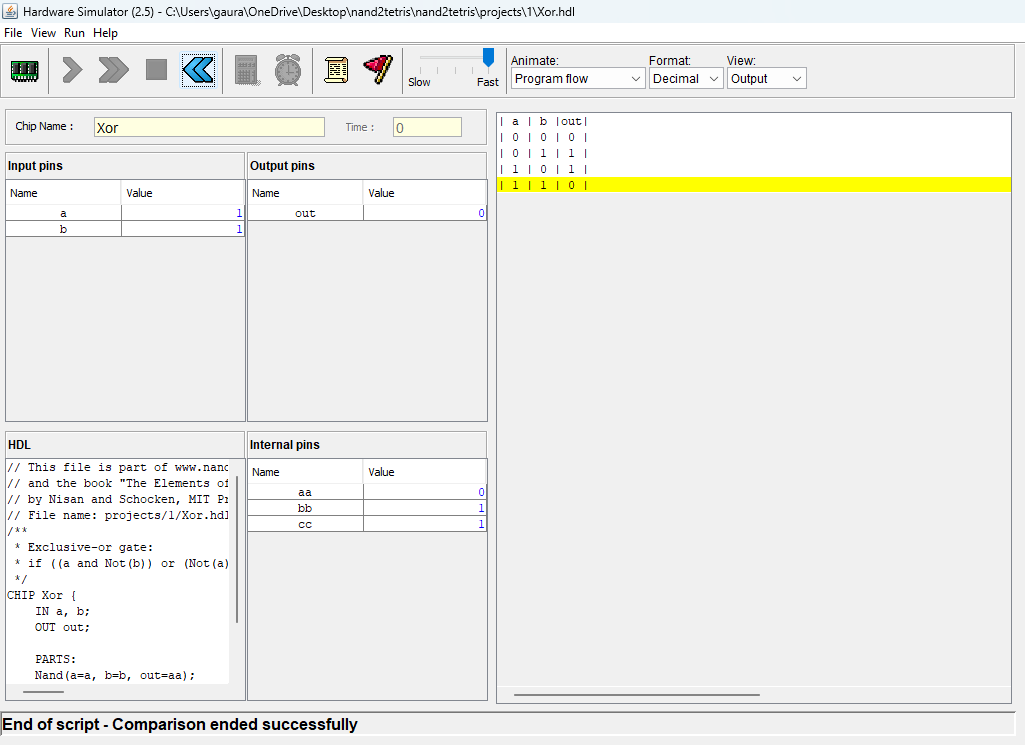 Hardware Simulator (2.5) - C:\Users\gaura\OneDrive\Desktop\nand2tetris\nand2tetris\projects\1\Xor.hdl
File View Run Help
Slow Fast
Animate: Format: View:
Program flow Decimal Output
Chip Name : Xor Time : 0
Input pins
Name Value
a 1
b 1
Output pins
Name Value
out 0
HDL
// This file is part of www.nanc
// and the book "The Elements of
// by Nisan and Schocken, MIT Pr
// File name: projects/1/Xor.hdl
/**
* Exclusive-or gate:
* if ((a and Not(b)) or (Not(a)
*/
CHIP Xor {
IN a, b;
OUT out;
PARTS:
Nand(a=a, b=b, out=aa);
Internal pins
Name Value
aa 0
bb 1
cc 1
| a | b |out|
| 0 | 0 | 0 |
| 0 | 1 | 1 |
| 1 | 0 | 1 |
| 1 | 1 | 0 |
End of script - Comparison ended successfully